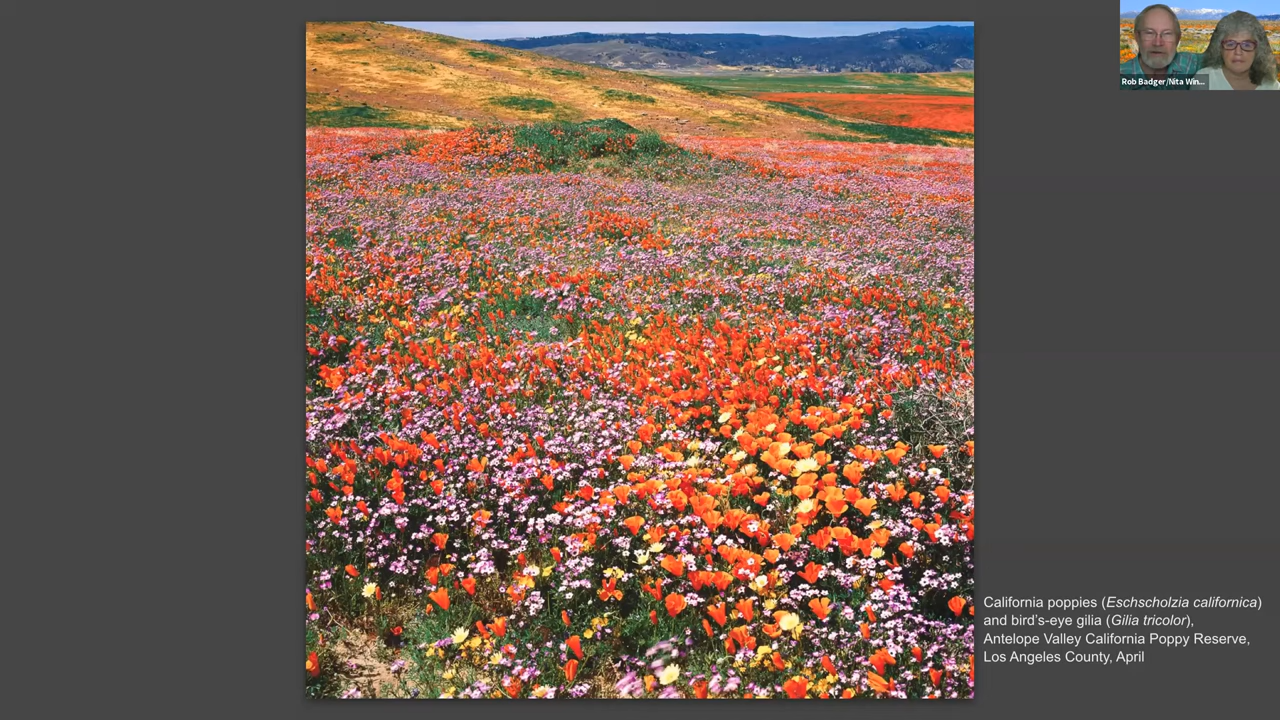 Rob Badger/Nita Win...
California poppies (Eschscholzia californica)
and bird's-eye gilia (Gilia tricolor),
Antelope Valley California Poppy Reserve,
Los Angeles County, April